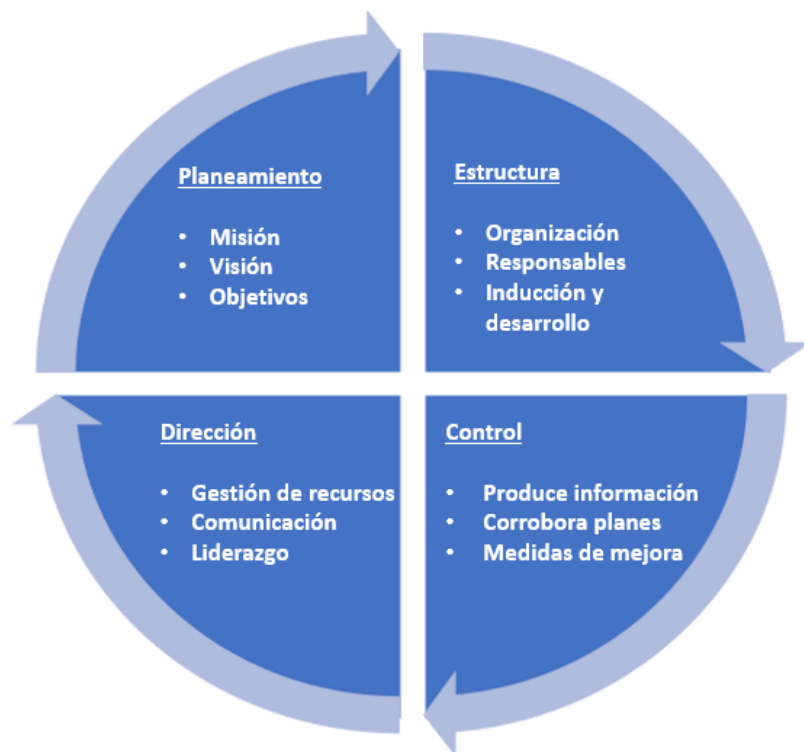 Planeamiento
• Misión
• Visión
• Objetivos
Estructura
• Organización
• Responsables
• Inducción y
desarrollo
Dirección
• Gestión de recursos
• Comunicación
• Liderazgo
Control
• Produce información
• Corrobora planes
• Medidas de mejora